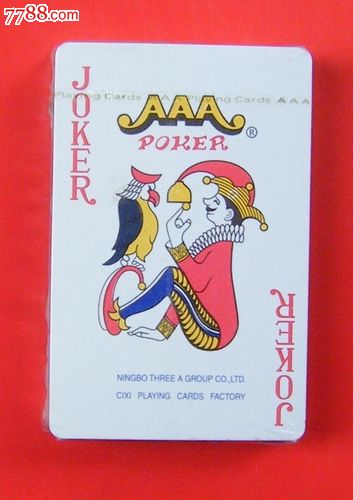 7788.com
JOKER
Playing Cards AAA Playing Cards AAA
AAA
®
POKER
JOKER
NINGBO THREE A GROUP CO.,LTD.
CIXI PLAYING CARDS FACTORY